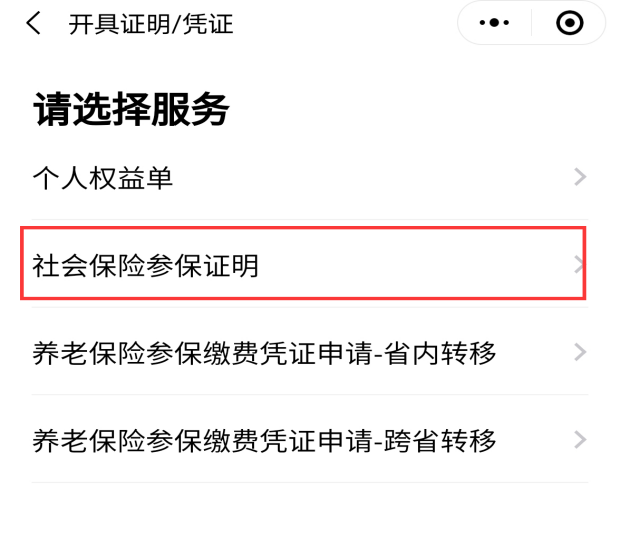 开具证明/凭证
请选择服务
个人权益单
社会保险参保证明
养老保险参保缴费凭证申请-省内转移
养老保险参保缴费凭证申请-跨省转移